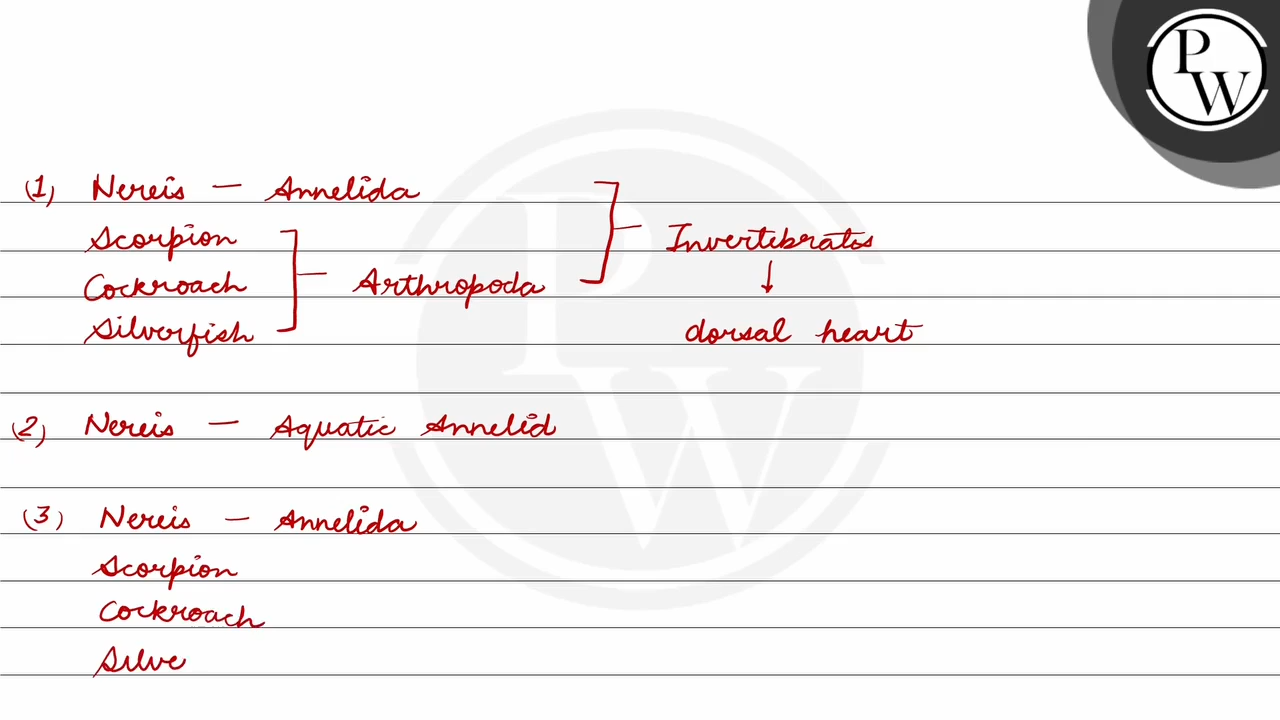 PW
(1) Nereis — Annelida
Scorpion
Cockroach — Arthropoda
Silverfish
Invertebrates
↓
dorsal heart
(2) Nereis — Aquatic Annelid
(3) Nereis — Annelida
Scorpion
Cockroach
Silve